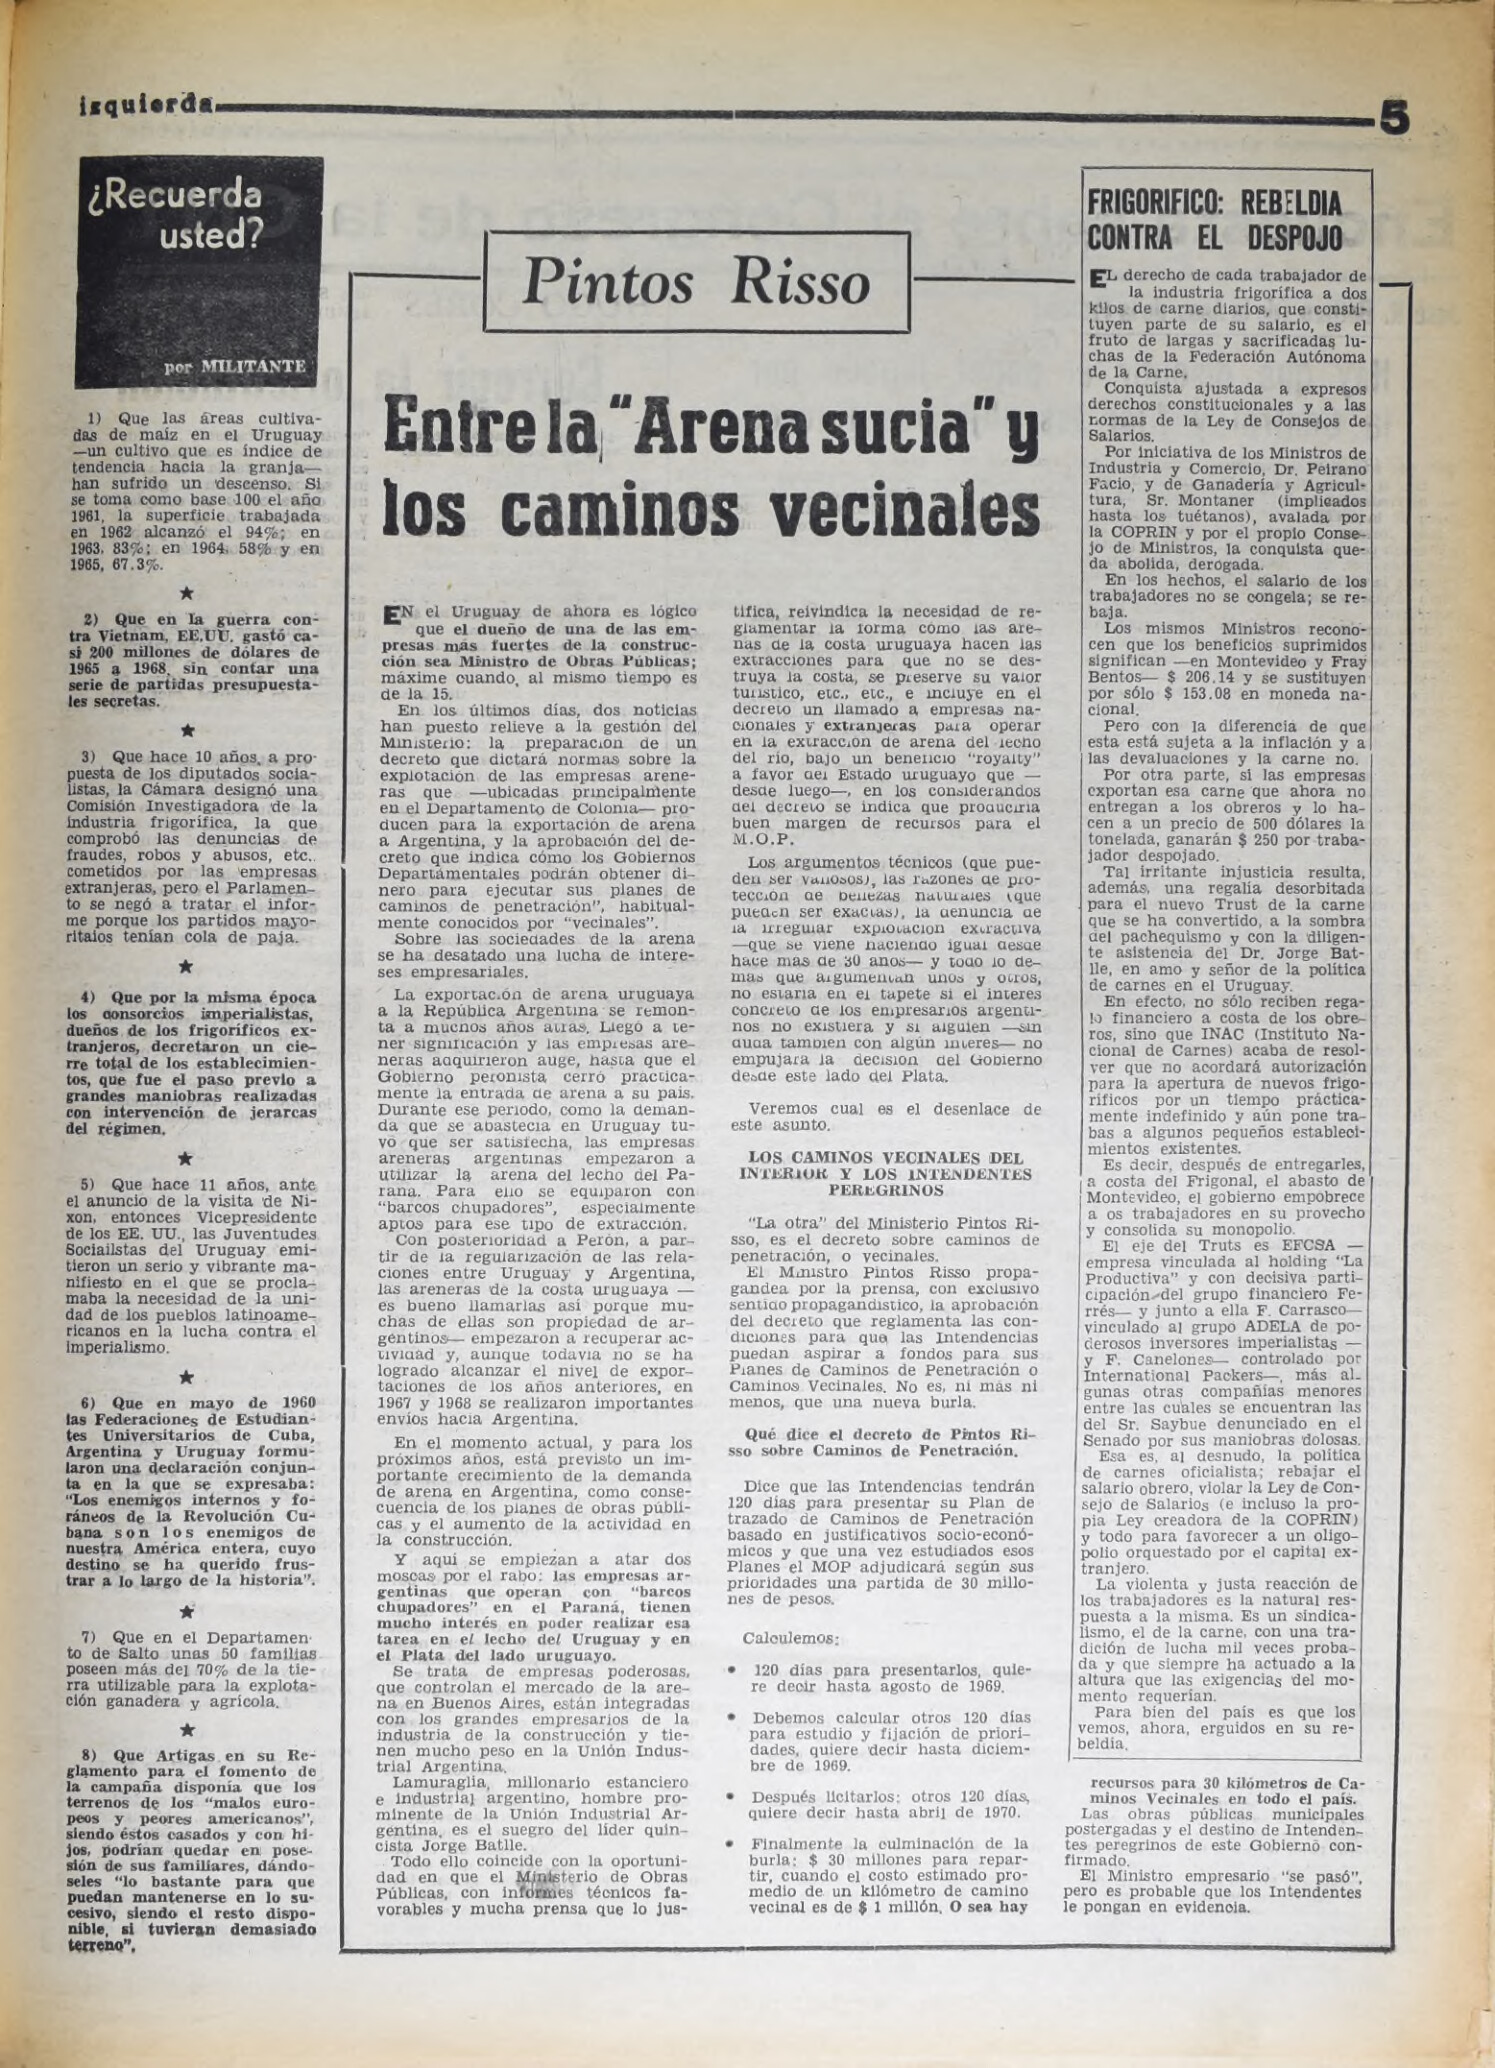 izquierda
5
¿Recuerda
usted?
por MILITANTE
1) Que las áreas cultiva-
das de maíz en el Uruguay
—un cultivo que es índice de
tendencia hacia la granja—
han sufrido un descenso. Si
se toma como base 100 el año
1961, la superficie trabajada
en 1962 alcanzó el 94%; en
1963, 83%; en 1964, 58% y en
1965, 67.3%.
★
2) Que en la guerra con-
tra Vietnam, EE.UU. gastó ca-
si 200 millones de dólares de
1965 a 1968, sin contar una
serie de partidas presupuesta-
les secretas.
★
3) Que hace 10 años, a pro-
puesta de los diputados socia-
listas, la Cámara designó una
Comisión Investigadora de la
industria frigorífica, la que
comprobó las denuncias de
fraudes, robos y abusos, etc.
cometidos por las empresas
extranjeras, pero el Parlamen-
to se negó a tratar el infor-
me porque los partidos mayo-
ritaios tenían cola de paja.
★
4) Que por la misma época
los consorcios imperialistas,
dueños de los frigoríficos ex-
tranjeros, decretaron un cie-
rre total de los establecimien-
tos, que fue el paso previo a
grandes maniobras realizadas
con intervención de jerarcas
del régimen.
★
5) Que hace 11 años, ante
el anuncio de la visita de Ni-
xon, entonces Vicepresidente
de los EE. UU., las Juventudes
Sociailstas del Uruguay emi-
tieron un serio y vibrante ma-
nifiesto en el que se procla-
maba la necesidad de la uni-
dad de los pueblos latinoame-
ricanos en la lucha contra el
imperialismo.
★
6) Que en mayo de 1960
las Federaciones de Estudian-
tes Universitarios de Cuba,
Argentina y Uruguay formu-
laron una declaración conjun-
ta en la que se expresaba:
"Los enemigos internos y fo-
ráneos de la Revolución Cu-
bana son los enemigos de
nuestra América entera, cuyo
destino se ha querido frus-
trar a lo largo de la historia".
★
7) Que en el Departamen-
to de Salto unas 50 familias
poseen más del 70% de la tie-
rra utilizable para la explota-
ción ganadera y agrícola.
★
8) Que Artigas en su Re-
glamento para el fomento de
la campaña disponía que los
terrenos de los "malos euro-
peos y peores americanos",
siendo éstos casados y con hi-
jos, podrían quedar en pose-
sión de sus familiares, dándo-
seles "lo bastante para que
puedan mantenerse en lo su-
cesivo, siendo el resto dispo-
nible, si tuvieran demasiado
terreno".
Pintos Risso
Entre la "Arena sucia" y
los caminos vecinales
EN el Uruguay de ahora es lógico
que el dueño de una de las em-
presas más fuertes de la construc-
ción sea Ministro de Obras Públicas;
máxime cuando, al mismo tiempo es
de la 15.
En los últimos días, dos noticias
han puesto relieve a la gestión del
Ministerio: la preparación de un
decreto que dictará normas sobre la
explotación de las empresas arene-
ras que —ubicadas principalmente
en el Departamento de Colonia— pro-
ducen para la exportación de arena
a Argentina, y la aprobación del de-
creto que indica cómo los Gobiernos
Departamentales podrán obtener di-
nero para ejecutar sus planes de
caminos de penetración", habitual-
mente conocidos por "vecinales".
Sobre las sociedades de la arena
se ha desatado una lucha de intere-
ses empresariales.
La exportación de arena uruguaya
a la República Argentina se remon-
ta a muchos años atrás. Llegó a te-
ner significación y las empresas are-
neras adquirieron auge, hasta que el
Gobierno peronista cerró práctica-
mente la entrada de arena a su país.
Durante ese periodo, como la deman-
da que se abastecía en Uruguay tu-
vo que ser satisfecha, las empresas
areneras argentinas empezaron a
utilizar la arena del lecho del Pa-
raná. Para ello se equiparon con
"barcos chupadores", especialmente
aptos para ese tipo de extracción.
Con posterioridad a Perón, a par-
tir de la regularización de las rela-
ciones entre Uruguay y Argentina,
las areneras de la costa uruguaya —
es bueno llamarlas así porque mu-
chas de ellas son propiedad de ar-
gentinos— empezaron a recuperar ac-
tividad y, aunque todavía no se ha
logrado alcanzar el nivel de expor-
taciones de los años anteriores, en
1967 y 1968 se realizaron importantes
envíos hacia Argentina.
En el momento actual, y para los
próximos años, está previsto un im-
portante crecimiento de la demanda
de arena en Argentina, como conse-
cuencia de los planes de obras públi-
cas y el aumento de la actividad en
la construcción.
Y aquí se empiezan a atar dos
moscas por el rabo: las empresas ar-
gentinas que operan con "barcos
chupadores" en el Paraná, tienen
mucho interés en poder realizar esa
tarea en el lecho del Uruguay y en
el Plata del lado uruguayo.
Se trata de empresas poderosas,
que controlan el mercado de la are-
na en Buenos Aires, están integradas
con los grandes empresarios de la
industria de la construcción y tie-
nen mucho peso en la Unión Indus-
trial Argentina.
Lamuraglia, millonario estanciero
e industrial argentino, hombre pro-
minente de la Unión Industrial Ar-
gentina, es el suegro del líder quin-
cista Jorge Batlle.
Todo ello coincide con la oportuni-
dad en que el Ministerio de Obras
Públicas, con informes técnicos fa-
vorables y mucha prensa que lo jus-
tifica, reivindica la necesidad de re-
glamentar la forma cómo las are-
nas de la costa uruguaya hacen las
extracciones para que no se des-
truya la costa, se preserve su valor
turístico, etc., etc., e incluye en el
decreto un llamado a empresas na-
cionales y extranjeras para operar
en la extracción de arena del lecho
del río, bajo un beneficio "royalty"
a favor del Estado uruguayo que —
desde luego—, en los considerandos
del decreto se indica que produciría
buen margen de recursos para el
M.O.P.
Los argumentos técnicos (que pue-
den ser valiosos), las razones de pro-
tección de bellezas naturales (que
pueden ser exactas), la denuncia de
la irregular explotación extractiva
—que se viene haciendo igual desde
hace más de 30 años— y todo lo de-
más que argumentan unos y otros,
no estaría en el tapete si el interés
concreto de los empresarios argenti-
nos no existiera y si alguien —sin
duda también con algún interés— no
empujara la decisión del Gobierno
desde este lado del Plata.
Veremos cual es el desenlace de
este asunto.
LOS CAMINOS VECINALES DEL
INTERIOR Y LOS INTENDENTES
PEREGRINOS
"La otra" del Ministerio Pintos Ri-
sso, es el decreto sobre caminos de
penetración, o vecinales.
El Ministro Pintos Risso propa-
gandea por la prensa, con exclusivo
sentido propagandístico, la aprobación
del decreto que reglamenta las con-
diciones para que las Intendencias
puedan aspirar a fondos para sus
Planes de Caminos de Penetración o
Caminos Vecinales. No es, ni más ni
menos, que una nueva burla.
Qué dice el decreto de Pintos Ri-
sso sobre Caminos de Penetración.
Dice que las Intendencias tendrán
120 días para presentar su Plan de
trazado de Caminos de Penetración
basado en justificativos socio-econó-
micos y que una vez estudiados esos
Planes el MOP adjudicará según sus
prioridades una partida de 30 millo-
nes de pesos.
Calculemos:
• 120 días para presentarlos, quie-
re decir hasta agosto de 1969.
• Debemos calcular otros 120 días
para estudio y fijación de priori-
dades, quiere decir hasta diciem-
bre de 1969.
• Después licitarlos: otros 120 días,
quiere decir hasta abril de 1970.
• Finalmente la culminación de la
burla: $ 30 millones para repar-
tir, cuando el costo estimado pro-
medio de un kilómetro de camino
vecinal es de $ 1 millón. O sea hay
recursos para 30 kilómetros de Ca-
minos Vecinales en todo el país.
Las obras públicas municipales
postergadas y el destino de Intenden-
tes peregrinos de este Gobierno con-
firmado.
El Ministro empresario "se pasó",
pero es probable que los Intendentes
le pongan en evidencia.
FRIGORIFICO: REBELDIA
CONTRA EL DESPOJO
EL derecho de cada trabajador de
la industria frigorífica a dos
kilos de carne diarios, que consti-
tuyen parte de su salario, es el
fruto de largas y sacrificadas lu-
chas de la Federación Autónoma
de la Carne.
Conquista ajustada a expresos
derechos constitucionales y a las
normas de la Ley de Consejos de
Salarios.
Por iniciativa de los Ministros de
Industria y Comercio, Dr. Peirano
Facio, y de Ganadería y Agricul-
tura, Sr. Montaner (implicados
hasta los tuétanos), avalada por
la COPRIN y por el propio Conse-
jo de Ministros, la conquista que-
da abolida, derogada.
En los hechos, el salario de los
trabajadores no se congela; se re-
baja.
Los mismos Ministros recono-
cen que los beneficios suprimidos
significan —en Montevideo y Fray
Bentos— $ 206.14 y se sustituyen
por sólo $ 153.08 en moneda na-
cional.
Pero con la diferencia de que
esta está sujeta a la inflación y a
las devaluaciones y la carne no.
Por otra parte, si las empresas
exportan esa carne que ahora no
entregan a los obreros y lo ha-
cen a un precio de 500 dólares la
tonelada, ganarán $ 250 por traba-
jador despojado.
Tal irritante injusticia resulta,
además, una regalía desorbitada
para el nuevo Trust de la carne
que se ha convertido, a la sombra
del pachequismo y con la diligen-
te asistencia del Dr. Jorge Bat-
lle, en amo y señor de la política
de carnes en el Uruguay.
En efecto, no sólo reciben rega-
lo financiero a costa de los obre-
ros, sino que INAC (Instituto Na-
cional de Carnes) acaba de resol-
ver que no acordará autorización
para la apertura de nuevos frigo-
ríficos por un tiempo práctica-
mente indefinido y aún pone tra-
bas a algunos pequeños estableci-
mientos existentes.
Es decir, después de entregarles,
a costa del Frigonal, el abasto de
Montevideo, el gobierno empobrece
a os trabajadores en su provecho
y consolida su monopolio.
El eje del Truts es EFCSA —
empresa vinculada al holding "La
Productiva" y con decisiva parti-
cipación del grupo financiero Fe-
rrés— y junto a ella F. Carrasco—
vinculado al grupo ADELA de po-
derosos inversores imperialistas —
y F. Canelones— controlado por
International Packers—, más al-
gunas otras compañías menores
entre las cuales se encuentran las
del Sr. Saybue denunciado en el
Senado por sus maniobras dolosas.
Esa es, al desnudo, la política
de carnes oficialista; rebajar el
salario obrero, violar la Ley de Con-
sejo de Salarios (e incluso la pro-
pia Ley creadora de la COPRIN)
y todo para favorecer a un oligo-
polio orquestado por el capital ex-
tranjero.
La violenta y justa reacción de
los trabajadores es la natural res-
puesta a la misma. Es un sindica-
lismo, el de la carne, con una tra-
dición de lucha mil veces proba-
da y que siempre ha actuado a la
altura que las exigencias del mo-
mento requerían.
Para bien del país es que los
vemos, ahora, erguidos en su re-
beldía.